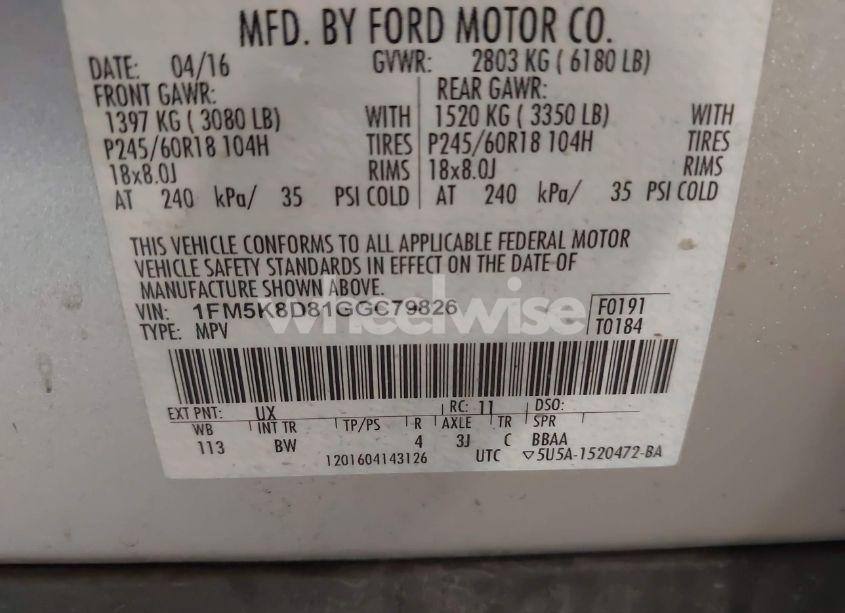 MFD. BY FORD MOTOR CO.
DATE: 04/16 GVWR: 2803 KG ( 6180 LB)
FRONT GAWR: REAR GAWR:
1397 KG ( 3080 LB) WITH 1520 KG ( 3350 LB) WITH
P245/60R18 104H TIRES P245/60R18 104H TIRES
18x8.0J RIMS 18x8.0J RIMS
AT 240 kPa/ 35 PSI COLD AT 240 kPa/ 35 PSI COLD
THIS VEHICLE CONFORMS TO ALL APPLICABLE FEDERAL MOTOR
VEHICLE SAFETY STANDARDS IN EFFECT ON THE DATE OF
MANUFACTURE SHOWN ABOVE.
VIN: 1FM5K8D81GGC79826 F0191
TYPE: MPV T0184
wheelwise
EXT PNT: UX RC: 11 DSO:
WB INT TR TP/PS R AXLE TR SPR
113 BW 4 3J C BBAA
1201604143126 UTC ▽5U5A-1520472-BA